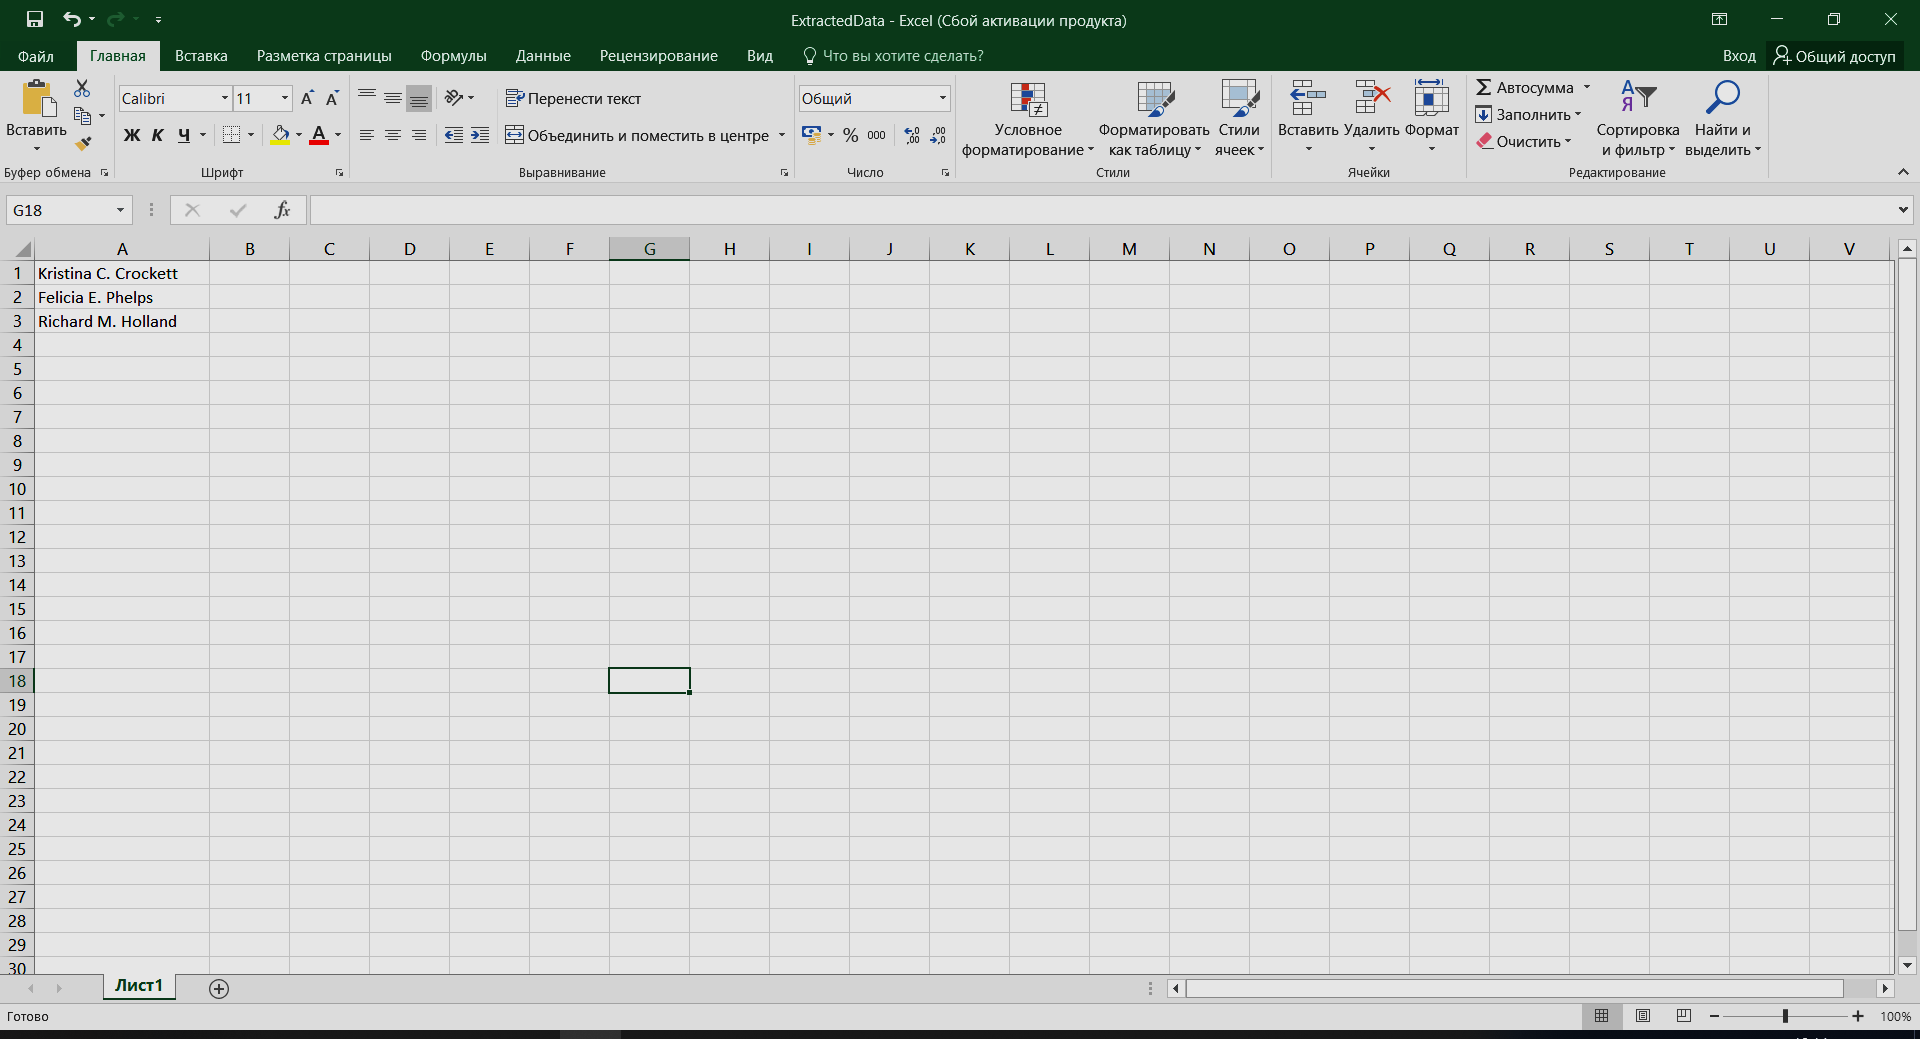 ExtractedData - Excel (Сбой активации продукта)
Файл Главная Вставка Разметка страницы Формулы Данные Рецензирование Вид Что вы хотите сделать? Вход Общий доступ
Вставить
Буфер обмена
Calibri 11
Ж К Ч А
Шрифт
Перенести текст
Объединить и поместить в центре
Выравнивание
Общий
% 000 ,00 ,00
Число
Условное форматирование
Форматировать как таблицу
Стили ячеек
Стили
Вставить Удалить Формат
Ячейки
Автосумма
Заполнить
Очистить
Сортировка и фильтр
Найти и выделить
Редактирование
G18 fx
A B C D E F G H I J K L M N O P Q R S T U V
1 Kristina C. Crockett
2 Felicia E. Phelps
3 Richard M. Holland
4
5
6
7
8
9
10
11
12
13
14
15
16
17
18
19
20
21
22
23
24
25
26
27
28
29
30
Лист1
Готово 100%